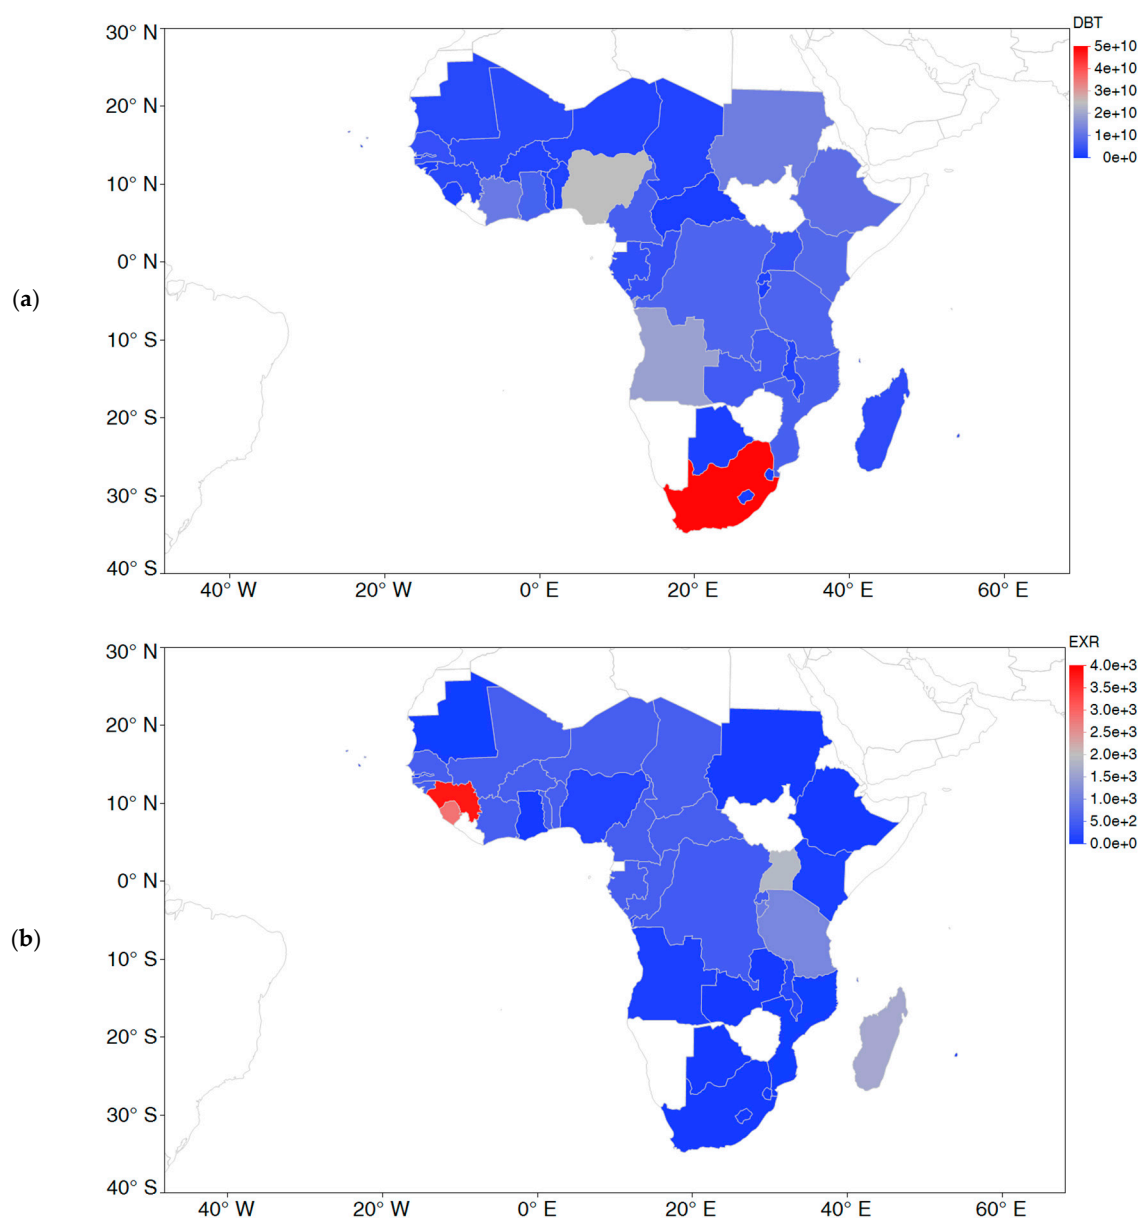 DBT
30° N
20° N
10° N
0° N
10° S
20° S
30° S
40° S
5e+10
4e+10
3e+10
2e+10
1e+10
0e+0
(a)
40° W
20° W
0° E
20° E
40° E
60° E
EXR
30° N
20° N
10° N
0° N
10° S
20° S
30° S
40° S
4.0e+3
3.5e+3
3.0e+3
2.5e+3
2.0e+3
1.5e+3
1.0e+3
5.0e+2
0.0e+0
(b)
40° W
20° W
0° E
20° E
40° E
60° E